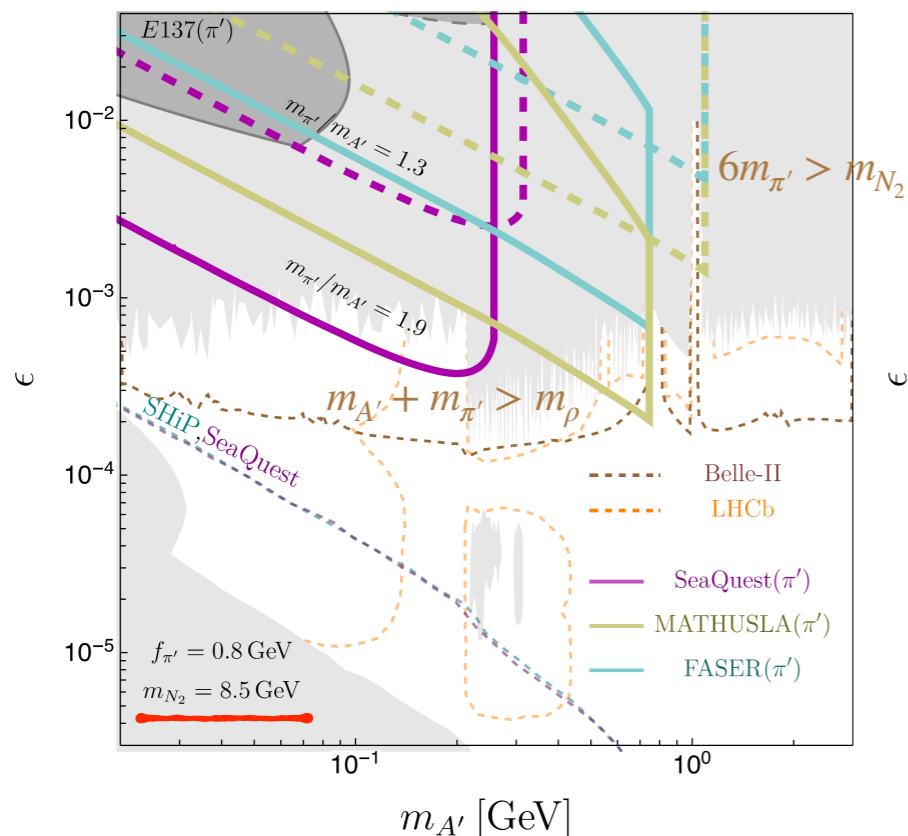 E137(π′)
10⁻²
m_π′/m_A′ = 1.3
6m_π′ > m_N₂
10⁻³
m_π′/m_A′ = 1.9
ϵ
ϵ
m_A′ + m_π′ > m_ρ
SHiP,SeaQuest
10⁻⁴
Belle-II
LHCb
SeaQuest(π′)
MATHUSLA(π′)
FASER(π′)
10⁻⁵
f_π′ = 0.8 GeV
m_N₂ = 8.5 GeV
10⁻¹
10⁰
m_A′ [GeV]